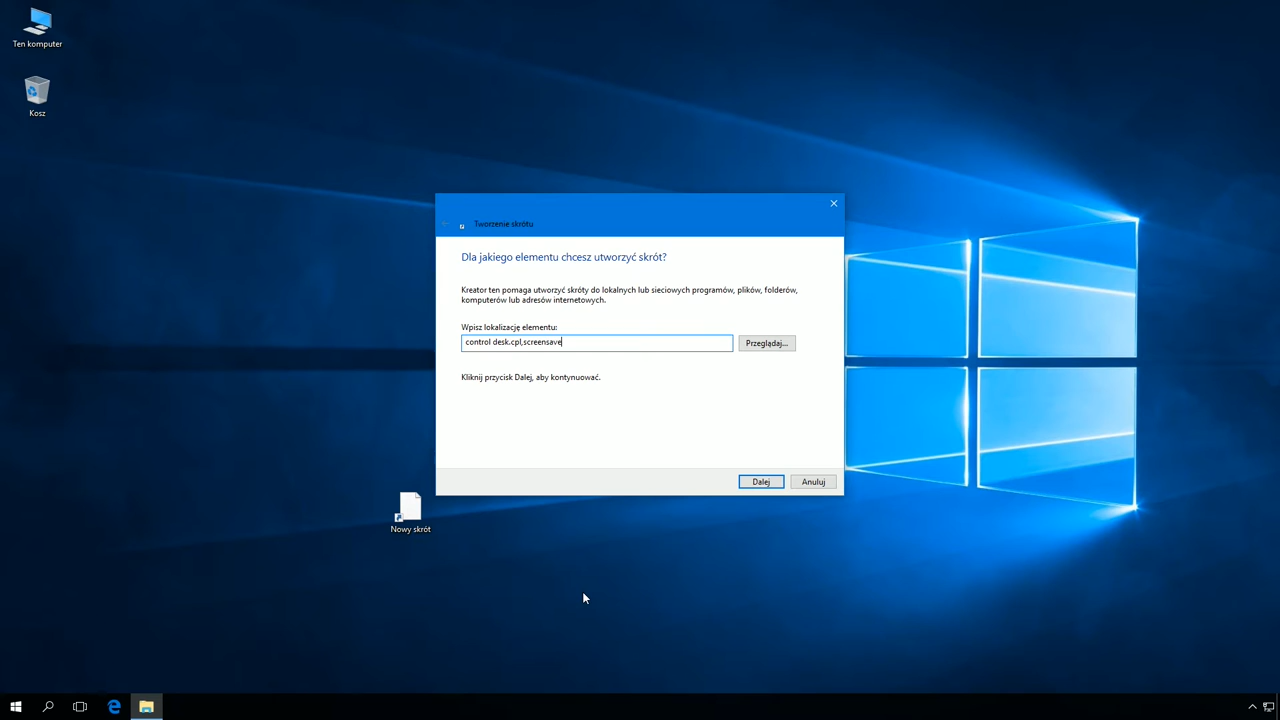 Ten komputer
Kosz
Tworzenie skrótu
Dla jakiego elementu chcesz utworzyć skrót?
Kreator ten pomaga utworzyć skróty do lokalnych lub sieciowych programów, plików, folderów,
komputerów lub adresów internetowych.
Wpisz lokalizację elementu:
control desk.cpl,screensave
Przeglądaj...
Kliknij przycisk Dalej, aby kontynuować.
Dalej
Anuluj
Nowy skrót